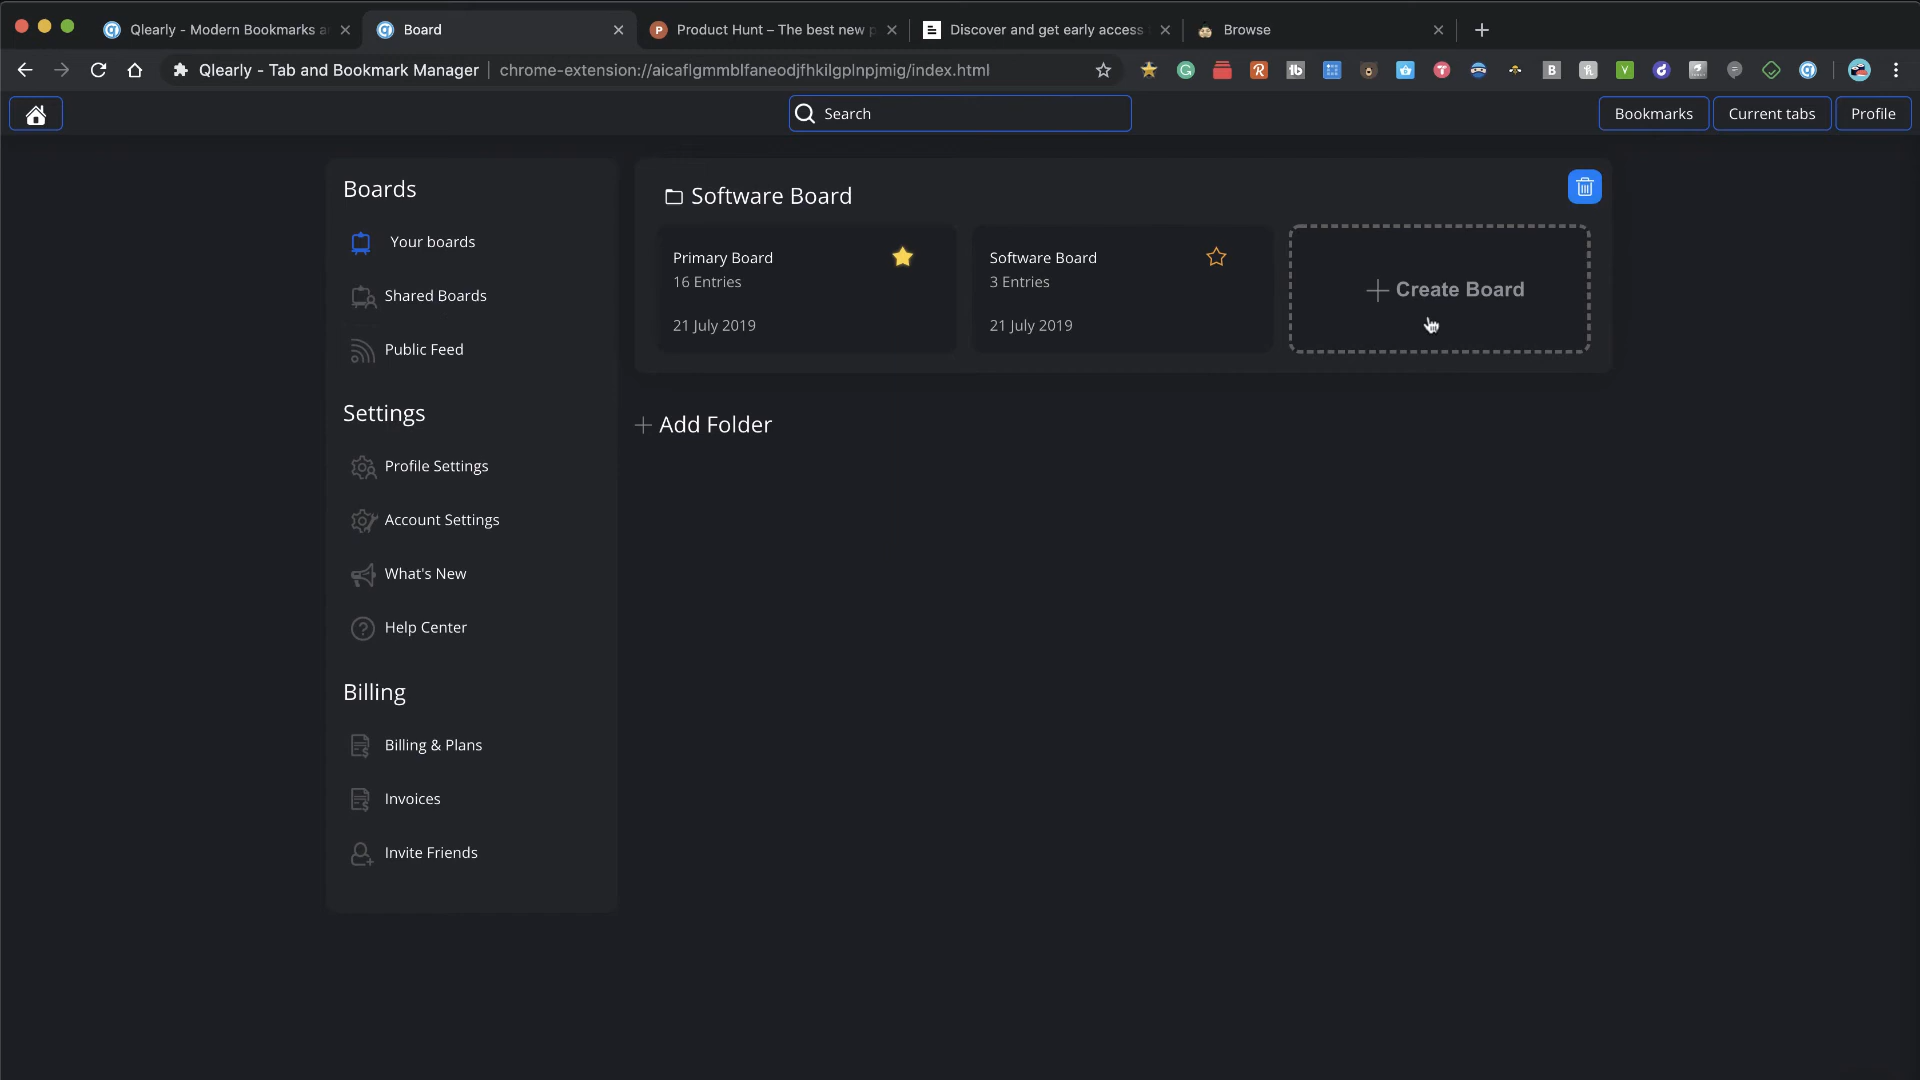 Qlearly - Modern Bookmarks a
Board
Product Hunt – The best new p
Discover and get early access
Browse
Qlearly - Tab and Bookmark Manager
chrome-extension://aicaflgmmblfaneodjfhkilgplnpjmig/index.html
Search
Bookmarks
Current tabs
Profile
Boards
Your boards
Shared Boards
Public Feed
Settings
Profile Settings
Account Settings
What's New
Help Center
Billing
Billing & Plans
Invoices
Invite Friends
Software Board
Primary Board
16 Entries
21 July 2019
Software Board
3 Entries
21 July 2019
Create Board
Add Folder